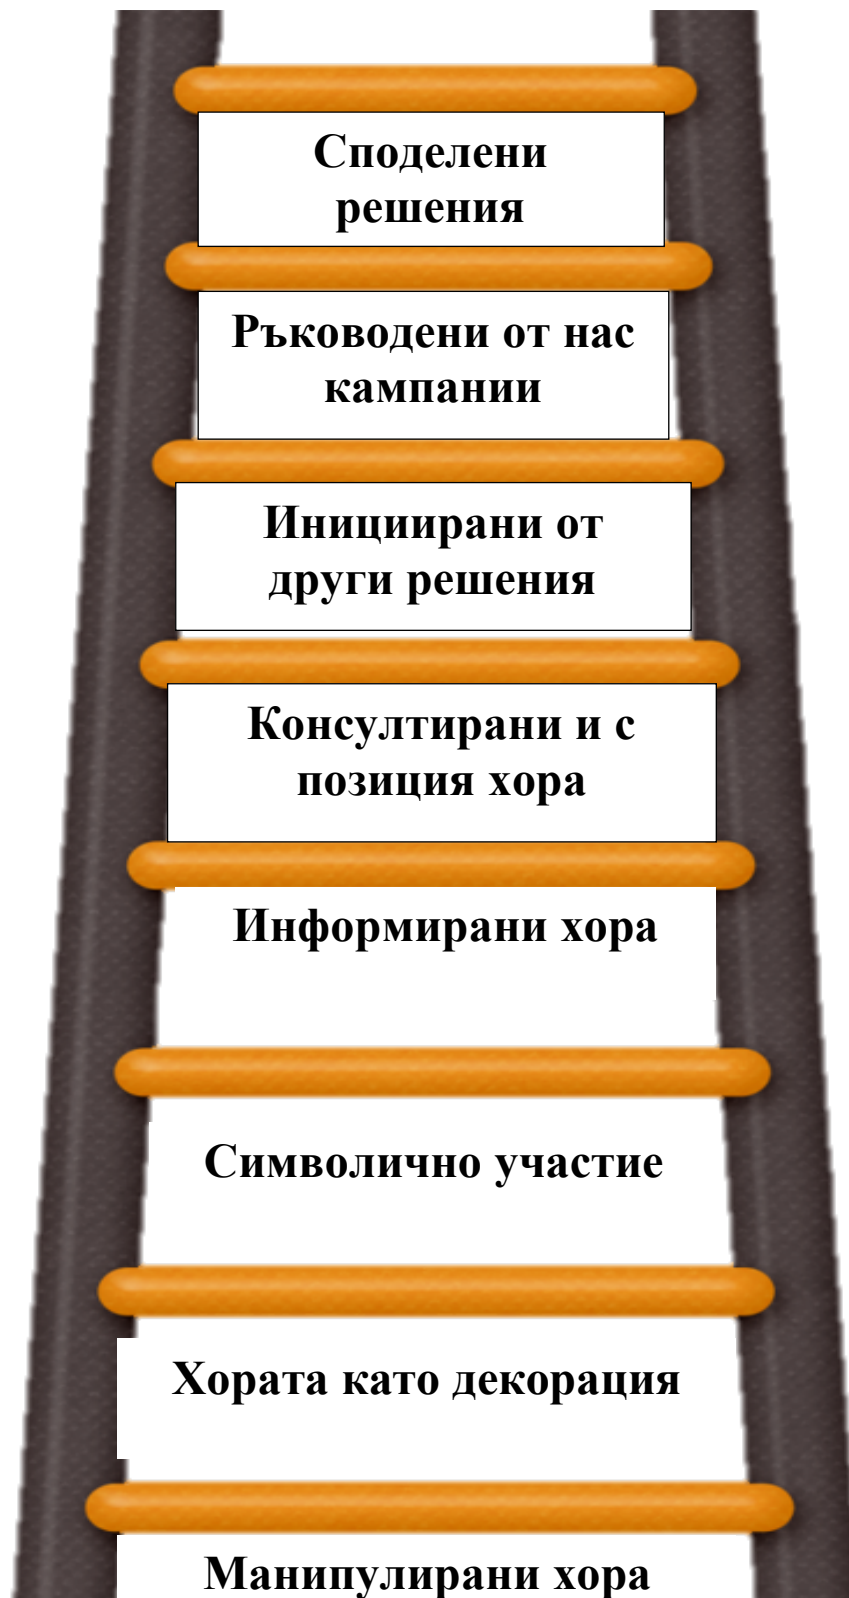 Споделени
решения
Ръководени от нас
кампании
Инициирани от
други решения
Консултирани и с
позиция хора
Информирани хора
Символично участие
Хората като декорация
Манипулирани хора